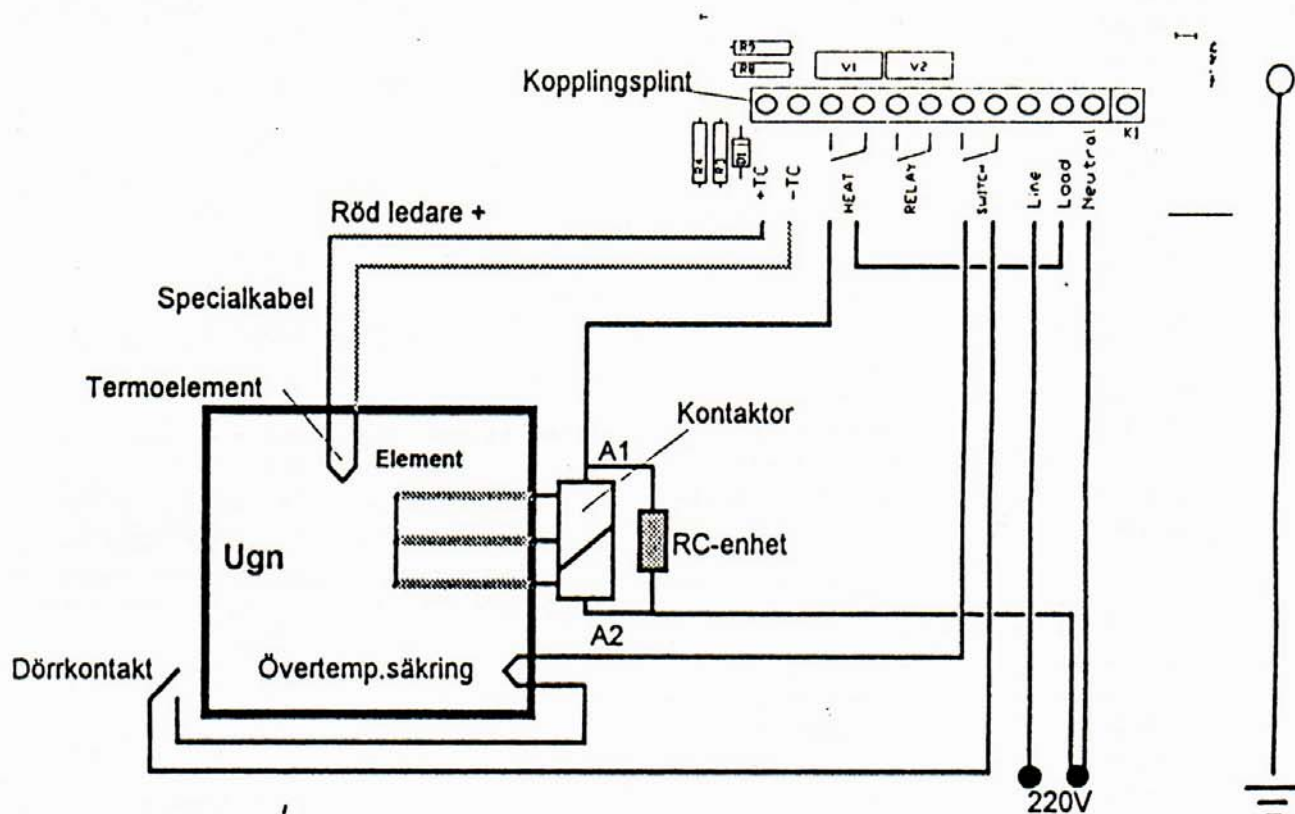 R5
R8
V1
V2
Kopplingsplint
K1
R4
R3
D1
+TC
-TC
HEAT
RELAY
SWITCH
Line
Load
Neutral
Röd ledare +
Specialkabel
Termoelement
Kontaktor
Element
A1
Ugn
RC-enhet
A2
Dörrkontakt
Övertemp.säkring
220V